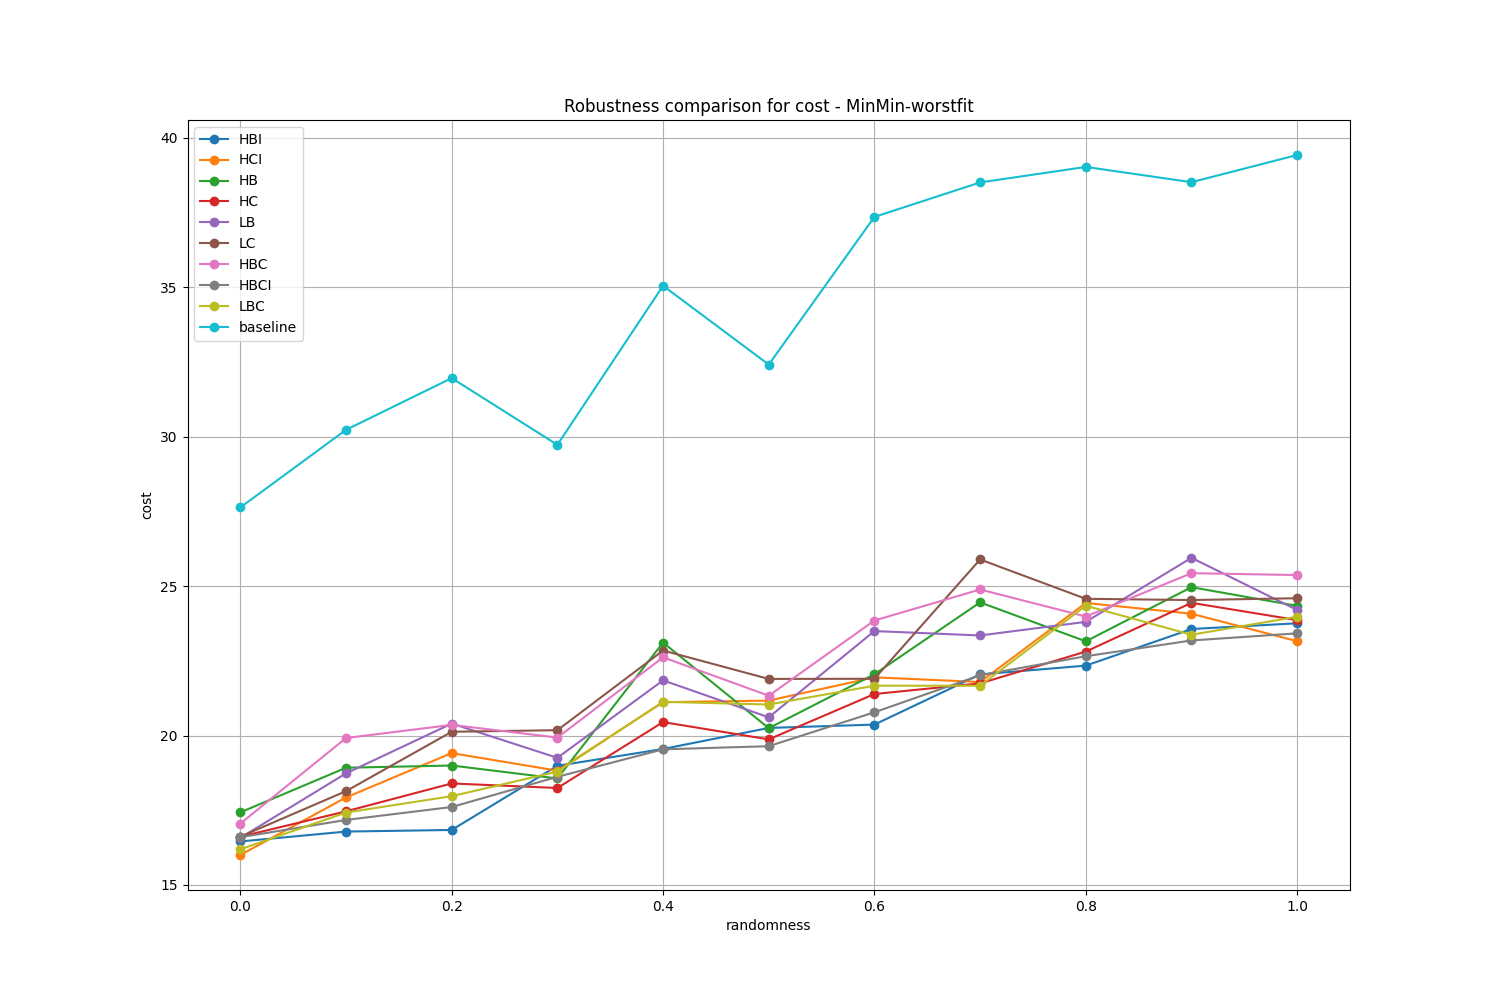 Robustness comparison for cost - MinMin-worstfit
HBI
HCI
HB
HC
LB
LC
HBC
HBCI
LBC
baseline
40
35
30
25
20
15
cost
0.0 0.2 0.4 0.6 0.8 1.0
randomness